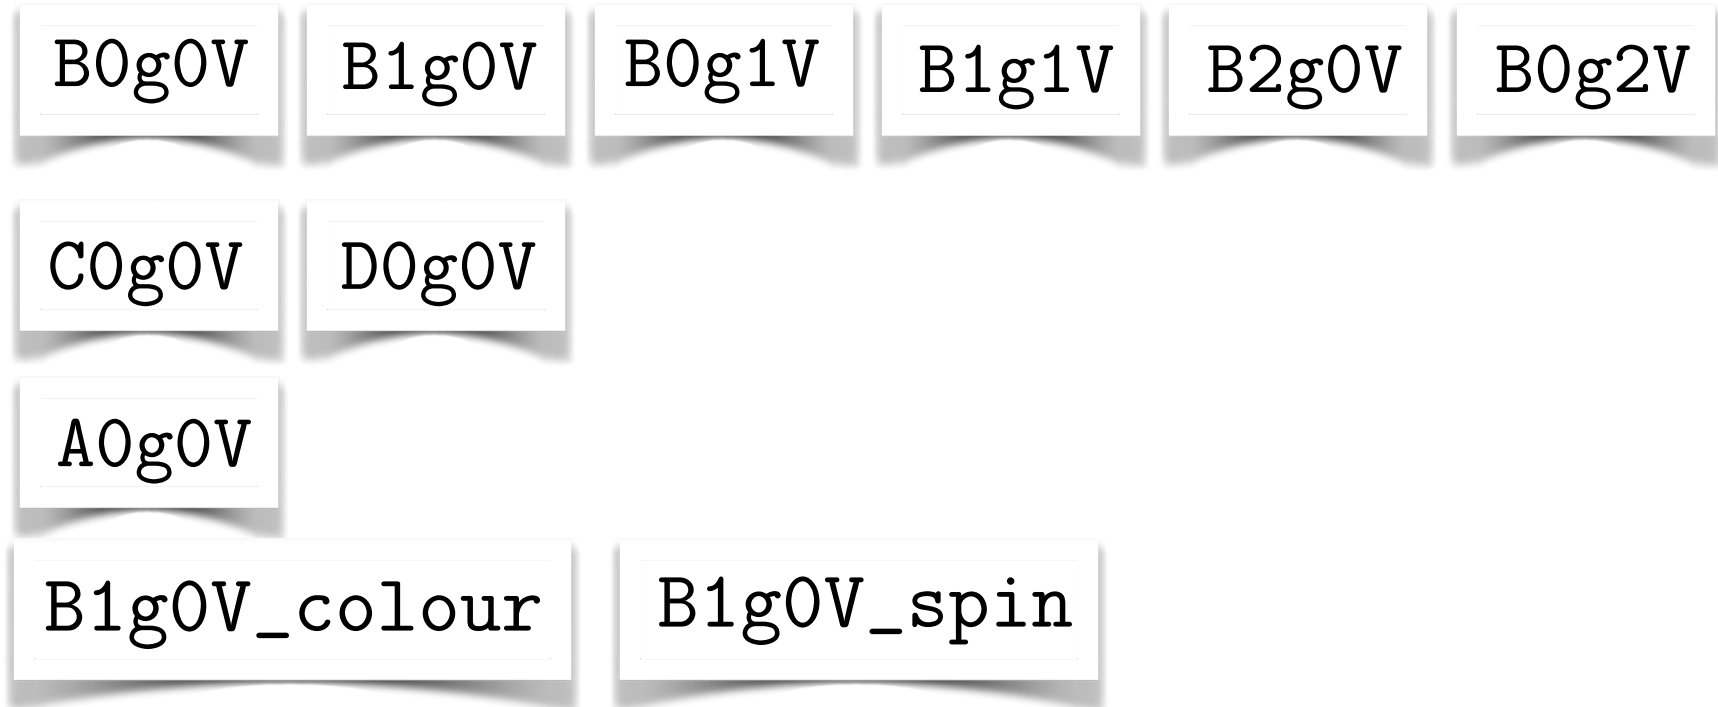 B0g0V B1g0V B0g1V B1g1V B2g0V B0g2V
C0g0V D0g0V
A0g0V
B1g0V_colour B1g0V_spin